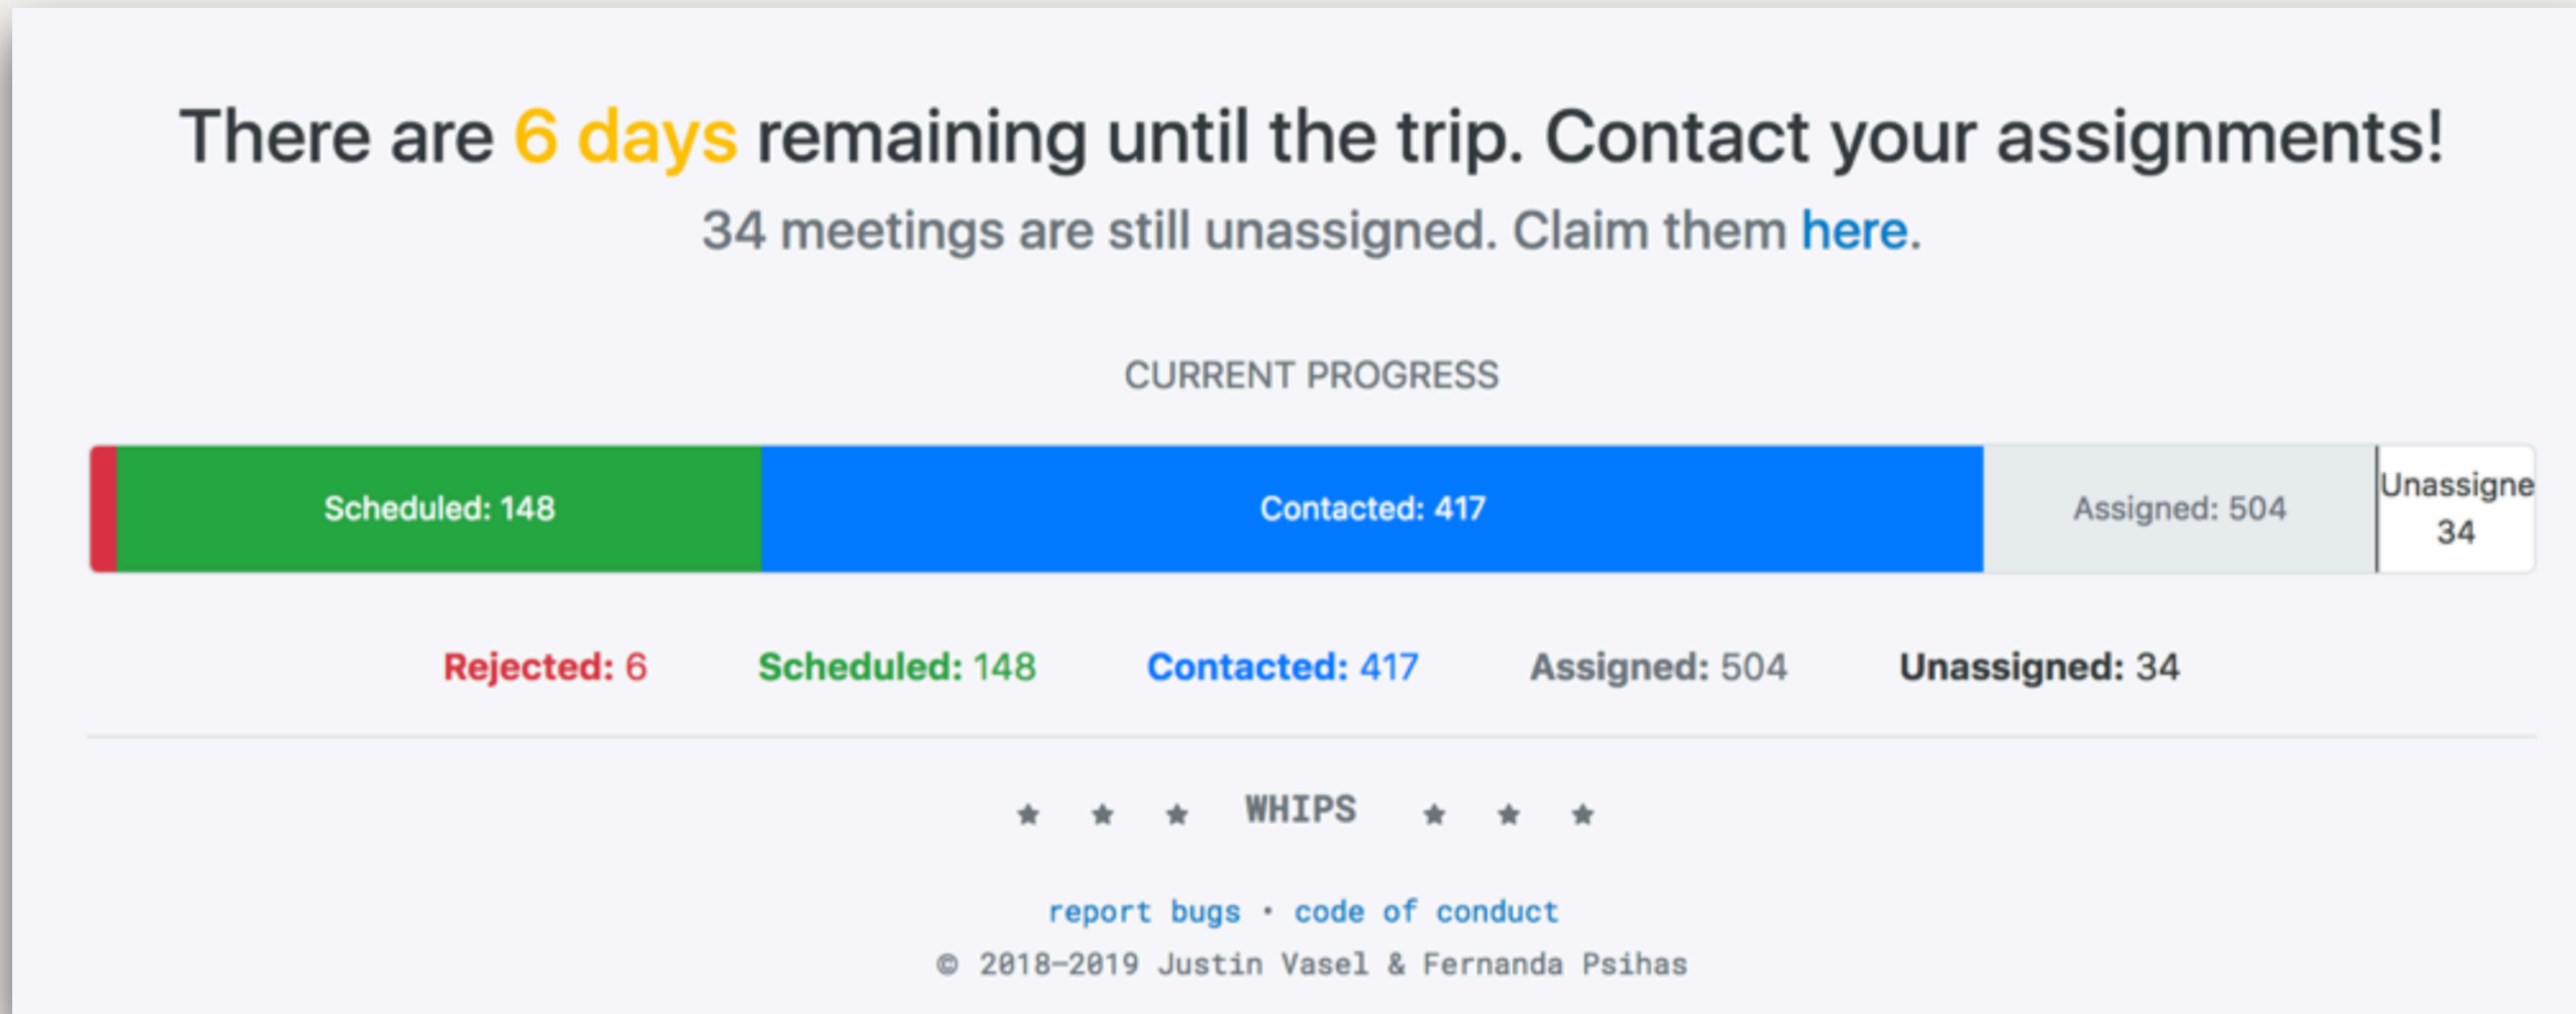 There are 6 days remaining until the trip. Contact your assignments!
34 meetings are still unassigned. Claim them here.
CURRENT PROGRESS
Scheduled: 148
Contacted: 417
Assigned: 504
Unassigne
34
Rejected: 6 Scheduled: 148 Contacted: 417 Assigned: 504 Unassigned: 34
★ ★ ★ WHIPS ★ ★ ★
report bugs • code of conduct
© 2018–2019 Justin Vasel & Fernanda Psihas